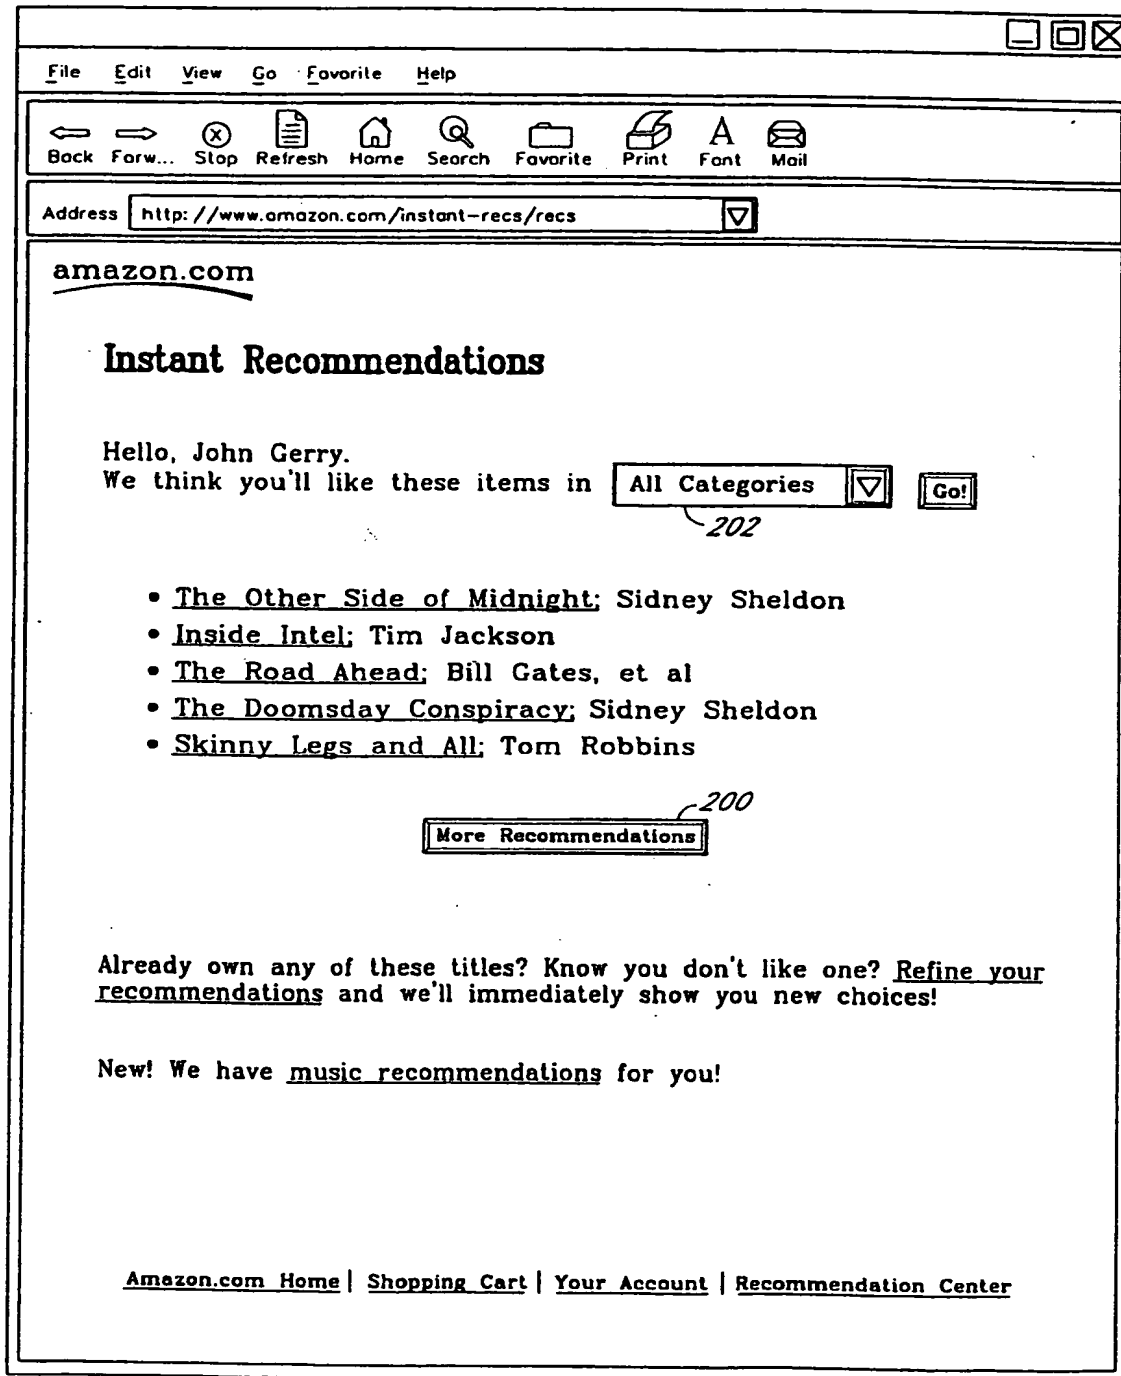 File Edit View Go Favorite Help
Back Forw... Stop Refresh Home Search Favorite Print Font Mail
Address http://www.amazon.com/instant-recs/recs
amazon.com
Instant Recommendations
Hello, John Gerry.
We think you'll like these items in All Categories Go!
202
• The Other Side of Midnight; Sidney Sheldon
• Inside Intel; Tim Jackson
• The Road Ahead; Bill Gates, et al
• The Doomsday Conspiracy; Sidney Sheldon
• Skinny Legs and All; Tom Robbins
200
More Recommendations
Already own any of these titles? Know you don't like one? Refine your
recommendations and we'll immediately show you new choices!
New! We have music recommendations for you!
Amazon.com Home | Shopping Cart | Your Account | Recommendation Center